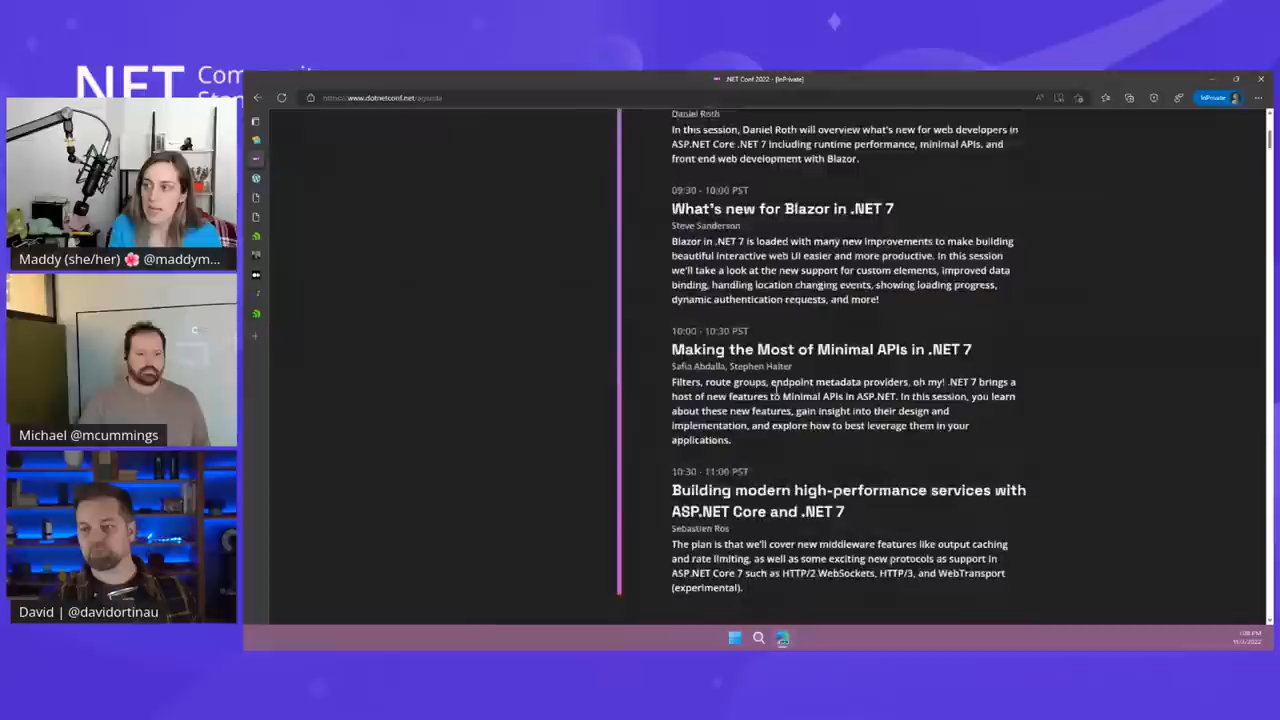 .NET Conf 2022 - [InPrivate]
www.dotnetconf.net/agenda
InPrivate
Maddy (she/her) 🌸 @maddym...
Michael @mcummings
David | @davidortinau
Daniel Roth
In this session, Daniel Roth will overview what's new for web developers in
ASP.NET Core .NET 7 including runtime performance, minimal APIs. and
front end web development with Blazor.
09:30 - 10:00 PST
What's new for Blazor in .NET 7
Steve Sanderson
Blazor in .NET 7 is loaded with many new improvements to make building
beautiful interactive web UI easier and more productive. In this session
we'll take a look at the new support for custom elements, improved data
binding, handling location changing events, showing loading progress,
dynamic authentication requests, and more!
10:00 - 10:30 PST
Making the Most of Minimal APIs in .NET 7
Safia Abdalla, Stephen Halter
Filters, route groups, endpoint metadata providers, oh my! .NET 7 brings a
host of new features to Minimal APIs in ASP.NET. In this session, you learn
about these new features, gain insight into their design and
implementation, and explore how to best leverage them in your
applications.
10:30 - 11:00 PST
Building modern high-performance services with
ASP.NET Core and .NET 7
Sebastien Ros
The plan is that we'll cover new middleware features like output caching
and rate limiting, as well as some exciting new protocols as support in
ASP.NET Core 7 such as HTTP/2 WebSockets, HTTP/3, and WebTransport
(experimental).